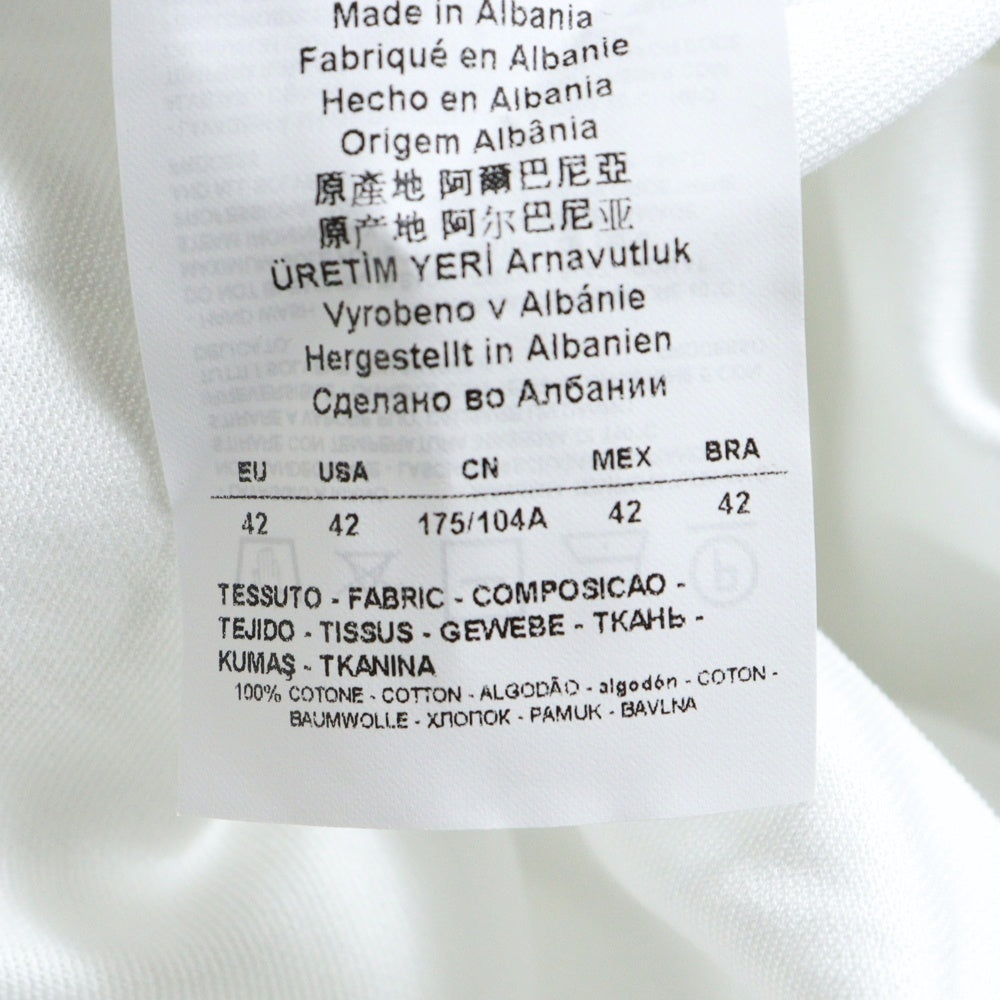 Made in Albania
Fabriqué en Albanie
Hecho en Albania
Origem Albânia
原產地 阿爾巴尼亞
原产地 阿尔巴尼亚
ÜRETİM YERİ Arnavutluk
Vyrobeno v Albánie
Hergestellt in Albanien
Сделано во Албании
EU USA CN MEX BRA
42 42 175/104A 42 42
TESSUTO - FABRIC - COMPOSICAO -
TEJIDO - TISSUS - GEWEBE - ТКАНЬ -
KUMAŞ - TKANINA
100% COTONE - COTTON - ALGODÃO - algodón - COTON -
BAUMWOLLE - ХЛОПОК - PAMUK - BAVLNA